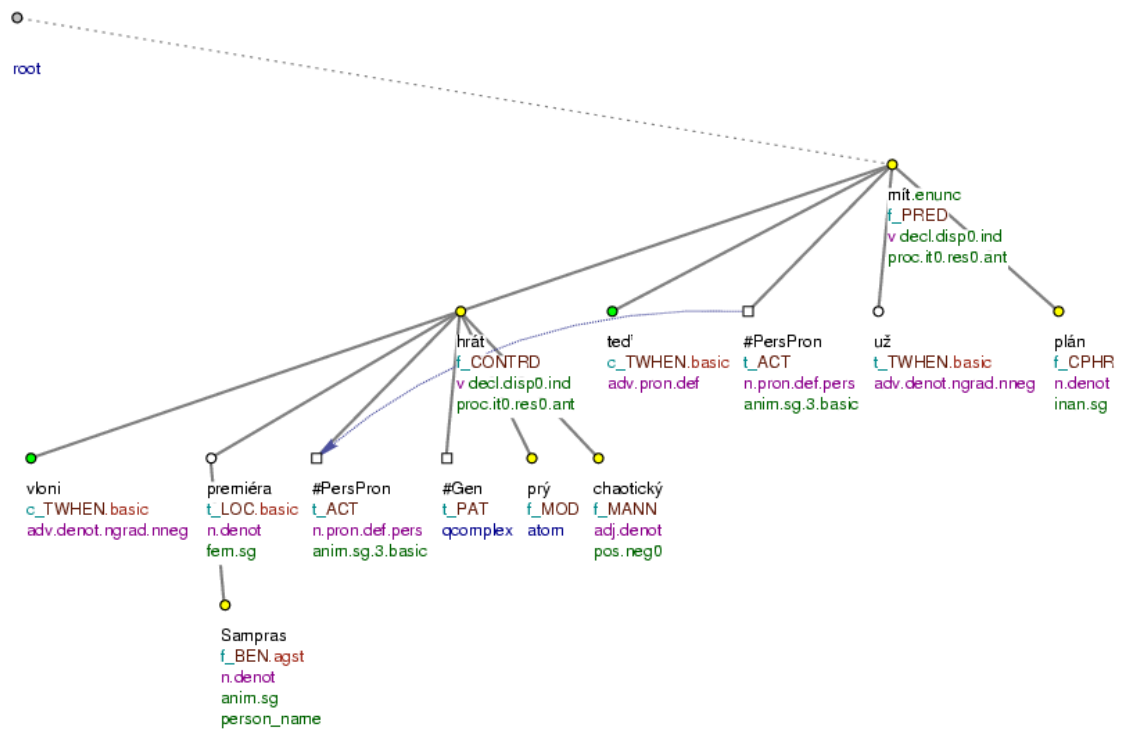 root
mít.enunc
f_PRED
v decl.disp0.ind
proc.it0.res0.ant
hrát
f_CONTRD
v decl.disp0.ind
proc.it0.res0.ant
teď
c_TWHEN.basic
adv.pron.def
#PersPron
t_ACT
n.pron.def.pers
anim.sg.3.basic
už
t_TWHEN.basic
adv.denot.ngrad.nneg
plán
f_CPHR
n.denot
inan.sg
vloni
c_TWHEN.basic
adv.denot.ngrad.nneg
premiéra
t_LOC.basic
n.denot
fem.sg
#PersPron
t_ACT
n.pron.def.pers
anim.sg.3.basic
#Gen
t_PAT
qcomplex
prý
f_MOD
atom
chaotický
f_MANN
adj.denot
pos.neg0
Sampras
f_BEN.agst
n.denot
anim.sg
person_name